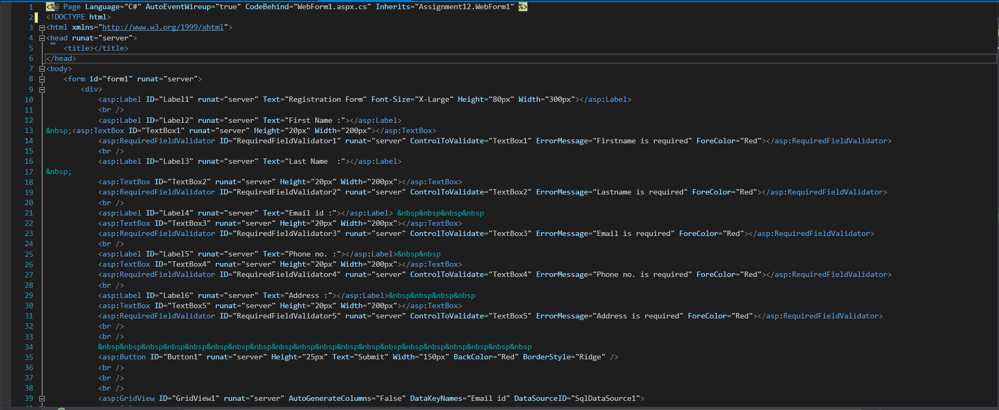 1 <%@ Page Language="C#" AutoEventWireup="true" CodeBehind="WebForm1.aspx.cs" Inherits="Assignment12.WebForm1" %>
2 <!DOCTYPE html>
3 <html xmlns="http://www.w3.org/1999/xhtml">
4 <head runat="server">
5 <title></title>
6 </head>
7 <body>
8 <form id="form1" runat="server">
9 <div>
10 <asp:Label ID="Label1" runat="server" Text="Registration Form" Font-Size="X-Large" Height="80px" Width="300px"></asp:Label>
11 <br />
12 <asp:Label ID="Label2" runat="server" Text="First Name :"></asp:Label>
13 &nbsp;<asp:TextBox ID="TextBox1" runat="server" Height="20px" Width="200px"></asp:TextBox>
14 <asp:RequiredFieldValidator ID="RequiredFieldValidator1" runat="server" ControlToValidate="TextBox1" ErrorMessage="Firstname is required" ForeColor="Red"></asp:RequiredFieldValidator>
15 <br />
16 <asp:Label ID="Label3" runat="server" Text="Last Name  :"></asp:Label>
17 &nbsp;
18 <asp:TextBox ID="TextBox2" runat="server" Height="20px" Width="200px"></asp:TextBox>
19 <asp:RequiredFieldValidator ID="RequiredFieldValidator2" runat="server" ControlToValidate="TextBox2" ErrorMessage="Lastname is required" ForeColor="Red"></asp:RequiredFieldValidator>
20 <br />
21 <asp:Label ID="Label4" runat="server" Text="Email id :"></asp:Label> &nbsp&nbsp&nbsp&nbsp
22 <asp:TextBox ID="TextBox3" runat="server" Height="20px" Width="200px"></asp:TextBox>
23 <asp:RequiredFieldValidator ID="RequiredFieldValidator3" runat="server" ControlToValidate="TextBox3" ErrorMessage="Email is required" ForeColor="Red"></asp:RequiredFieldValidator>
24 <br />
25 <asp:Label ID="Label5" runat="server" Text="Phone no. :"></asp:Label>&nbsp&nbsp
26 <asp:TextBox ID="TextBox4" runat="server" Height="20px" Width="200px"></asp:TextBox>
27 <asp:RequiredFieldValidator ID="RequiredFieldValidator4" runat="server" ControlToValidate="TextBox4" ErrorMessage="Phone no. is required" ForeColor="Red"></asp:RequiredFieldValidator>
28 <br />
29 <asp:Label ID="Label6" runat="server" Text="Address :"></asp:Label>&nbsp&nbsp&nbsp&nbsp
30 <asp:TextBox ID="TextBox5" runat="server" Height="20px" Width="200px"></asp:TextBox>
31 <asp:RequiredFieldValidator ID="RequiredFieldValidator5" runat="server" ControlToValidate="TextBox5" ErrorMessage="Address is required" ForeColor="Red"></asp:RequiredFieldValidator>
32 <br />
33 <br />
34 &nbsp&nbsp&nbsp&nbsp&nbsp&nbsp&nbsp&nbsp&nbsp&nbsp&nbsp&nbsp&nbsp&nbsp&nbsp&nbsp&nbsp&nbsp&nbsp&nbsp
35 <asp:Button ID="Button1" runat="server" Height="25px" Text="Submit" Width="150px" BackColor="Red" BorderStyle="Ridge" />
36 <br />
37 <br />
38 <br />
39 <asp:GridView ID="GridView1" runat="server" AutoGenerateColumns="False" DataKeyNames="Email id" DataSourceID="SqlDataSource1">